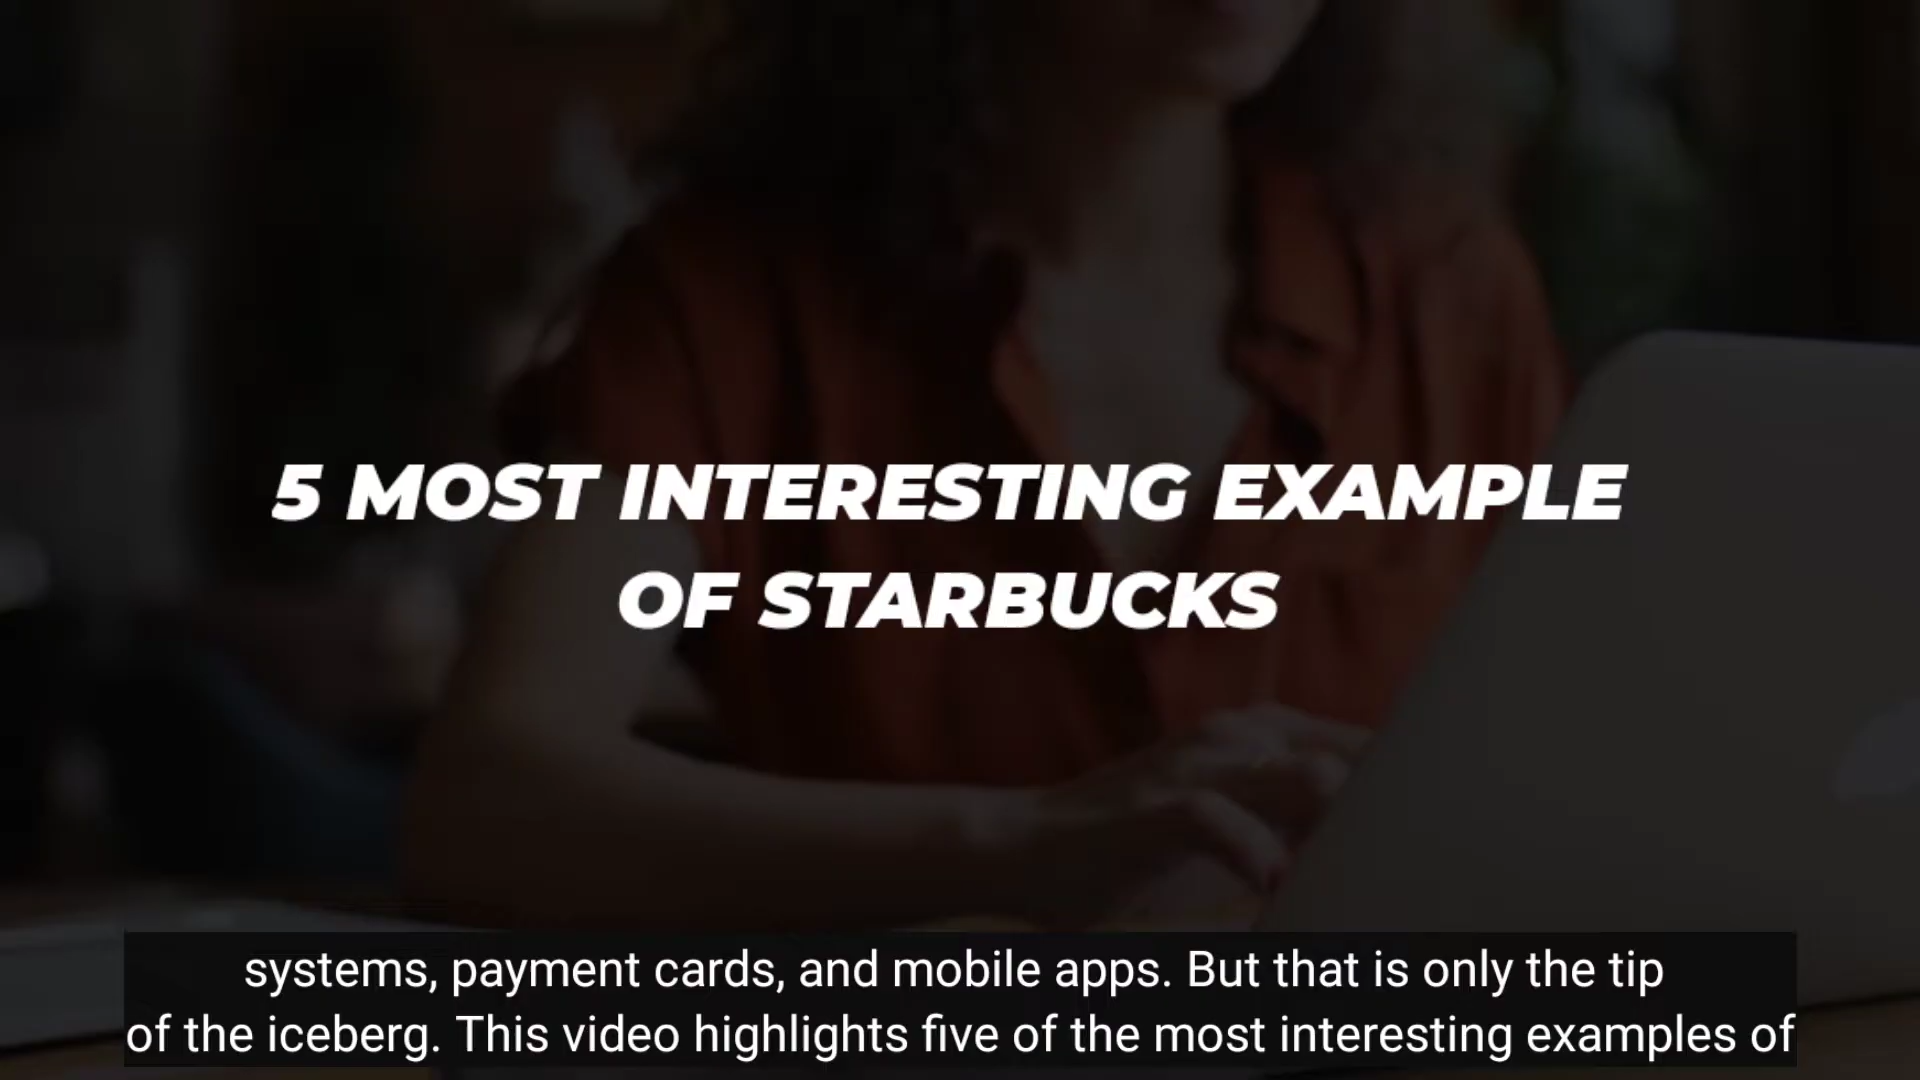 5 MOST INTERESTING EXAMPLE
OF STARBUCKS
systems, payment cards, and mobile apps. But that is only the tip
of the iceberg. This video highlights five of the most interesting examples of